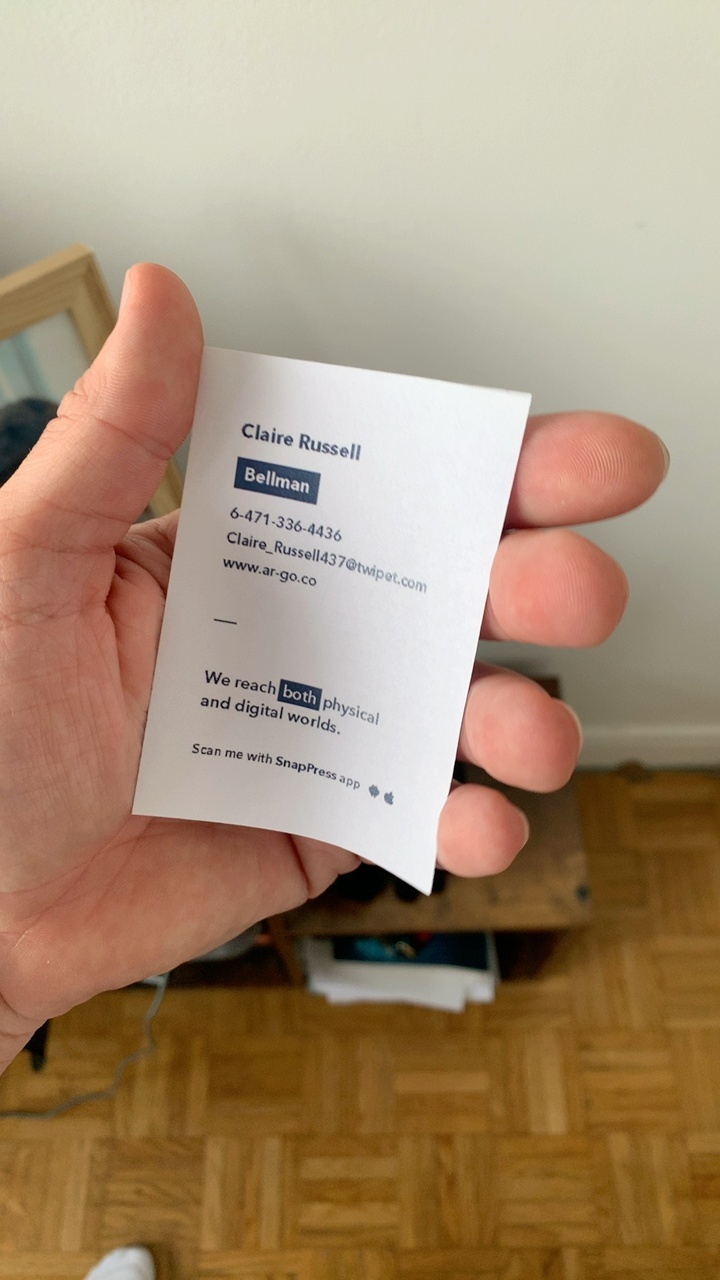 Claire Russell
Bellman
6-471-336-4436
Claire_Russell437@twipet.com
www.ar-go.co
—
We reach both physical
and digital worlds.
Scan me with SnapPress app